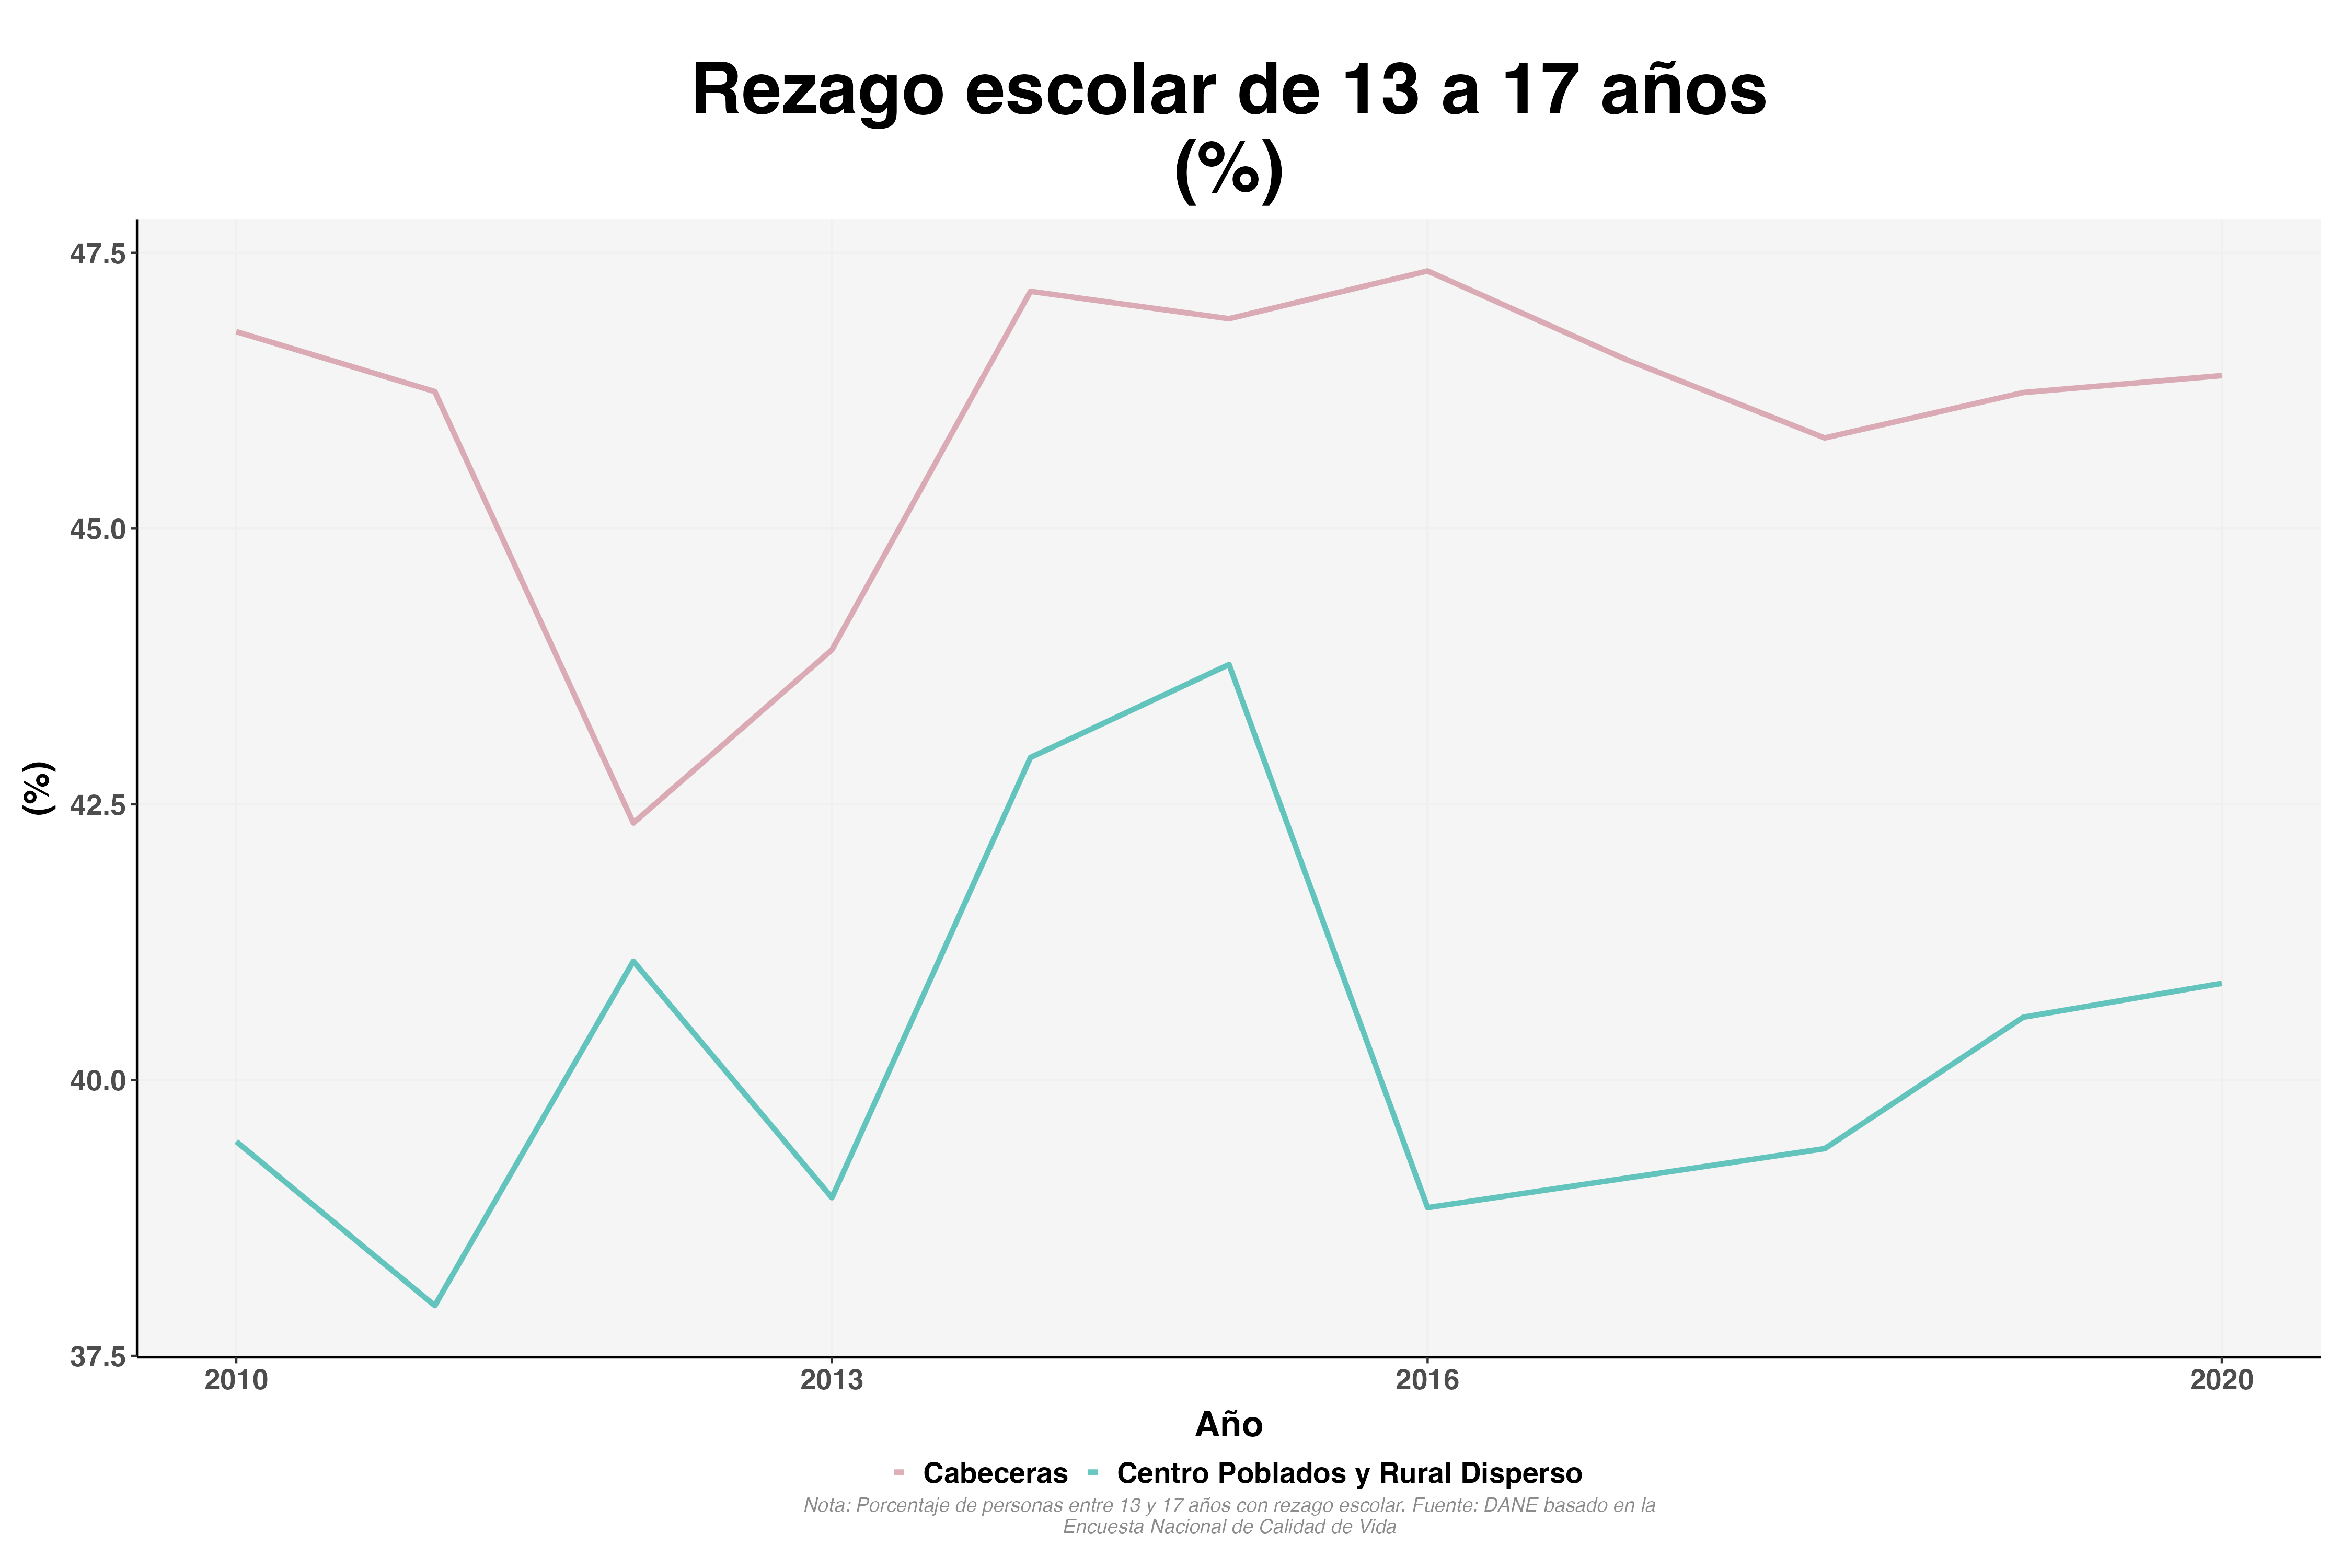 Rezago escolar de 13 a 17 años
(%)
47.5
45.0
42.5
40.0
37.5
(%)
2010 2013 2016 2020
Año
Cabeceras Centro Poblados y Rural Disperso
Nota: Porcentaje de personas entre 13 y 17 años con rezago escolar. Fuente: DANE basado en la
Encuesta Nacional de Calidad de Vida